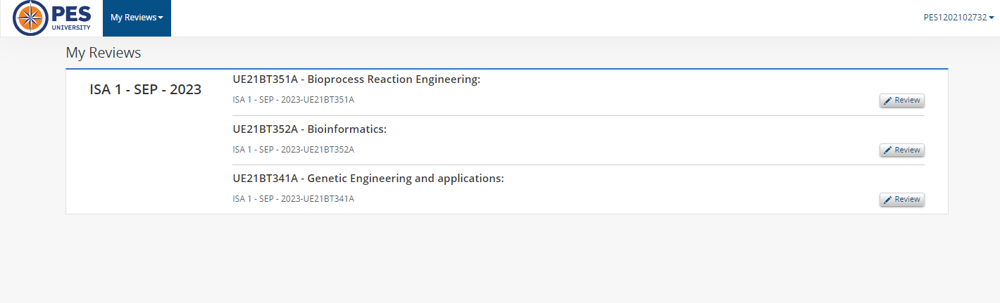 PES
UNIVERSITY
My Reviews
PES1202102732
My Reviews
ISA 1 - SEP - 2023
UE21BT351A - Bioprocess Reaction Engineering:
ISA 1 - SEP - 2023-UE21BT351A
Review
UE21BT352A - Bioinformatics:
ISA 1 - SEP - 2023-UE21BT352A
Review
UE21BT341A - Genetic Engineering and applications:
ISA 1 - SEP - 2023-UE21BT341A
Review